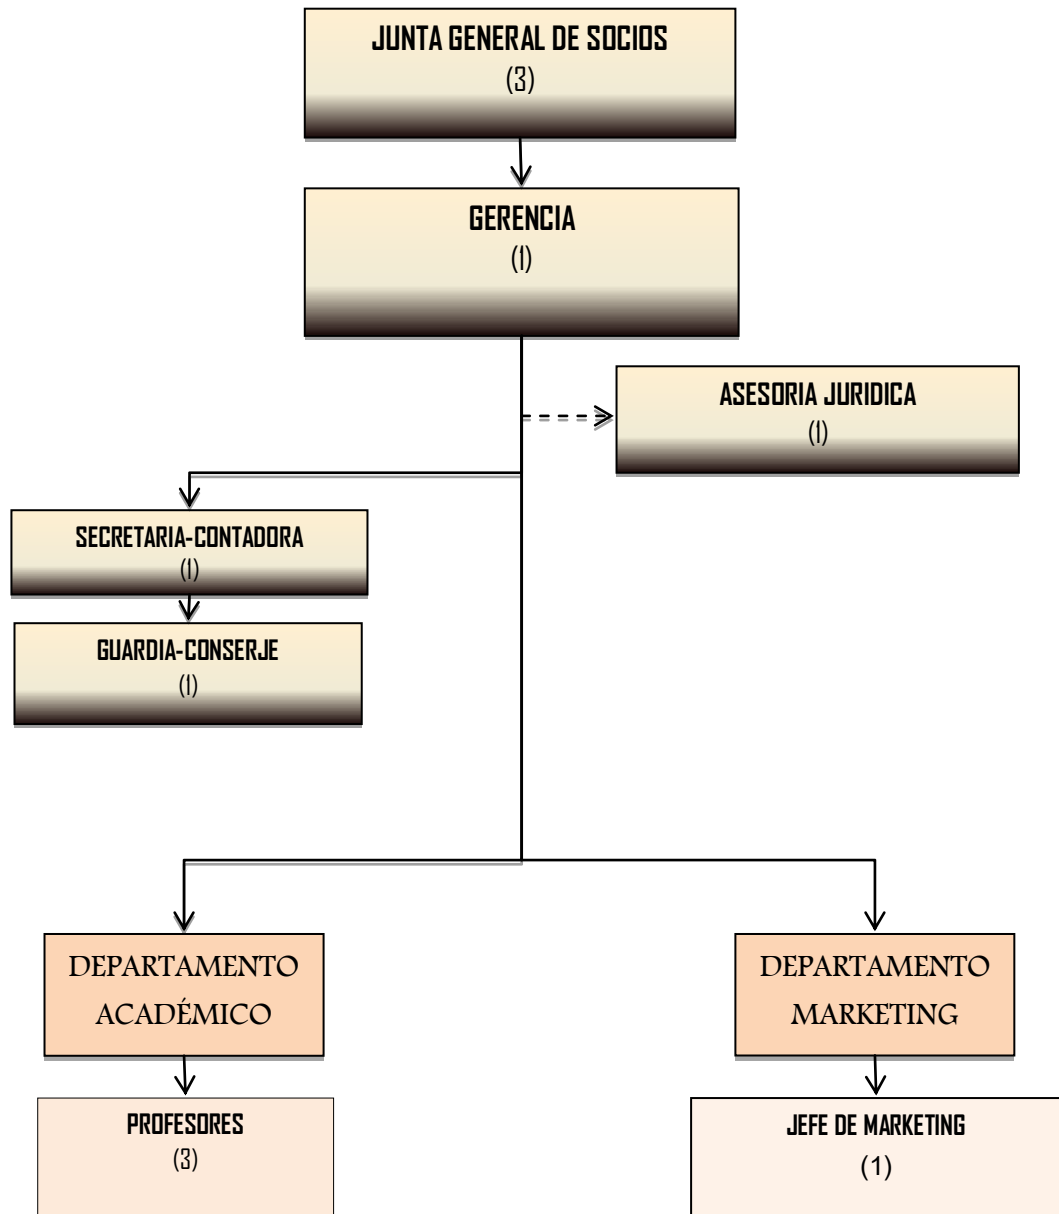 JUNTA GENERAL DE SOCIOS
(3)
GERENCIA
(1)
ASESORIA JURIDICA
(1)
SECRETARIA-CONTADORA
(1)
GUARDIA-CONSERJE
(1)
DEPARTAMENTO
ACADÉMICO
DEPARTAMENTO
MARKETING
PROFESORES
(3)
JEFE DE MARKETING
(1)